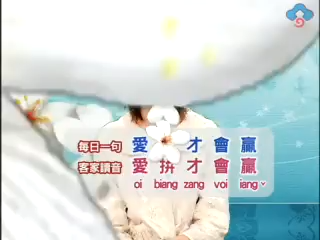 每日一句 愛 才會贏
客家讀音 愛拚才會贏
oi biang zang voi iangˇ